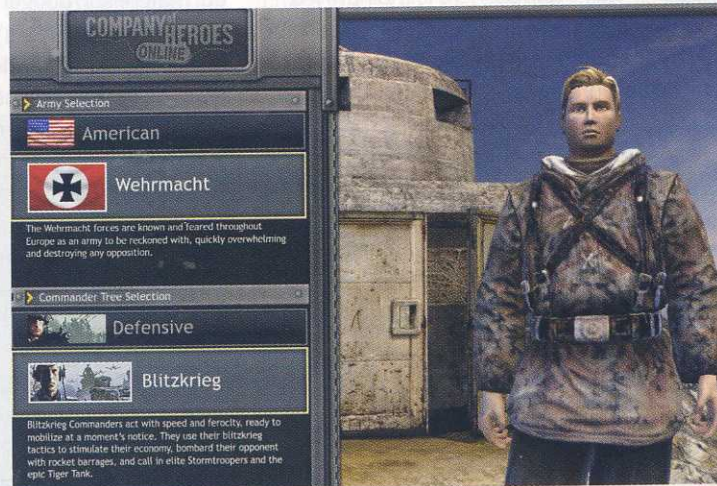 COMPANY of HEROES
ONLINE
Army Selection
American
Wehrmacht
The Wehrmacht forces are known and feared throughout
Europe as an army to be reckoned with, quickly overwhelming
and destroying any opposition.
Commander Tree Selection
Defensive
Blitzkrieg
Blitzkrieg Commanders act with speed and ferocity, ready to
mobilize at a moment's notice. They use their blitzkrieg
tactics to stimulate their economy, bombard their opponent
with rocket barrages, and call in elite Stormtroopers and the
epic Tiger Tank.